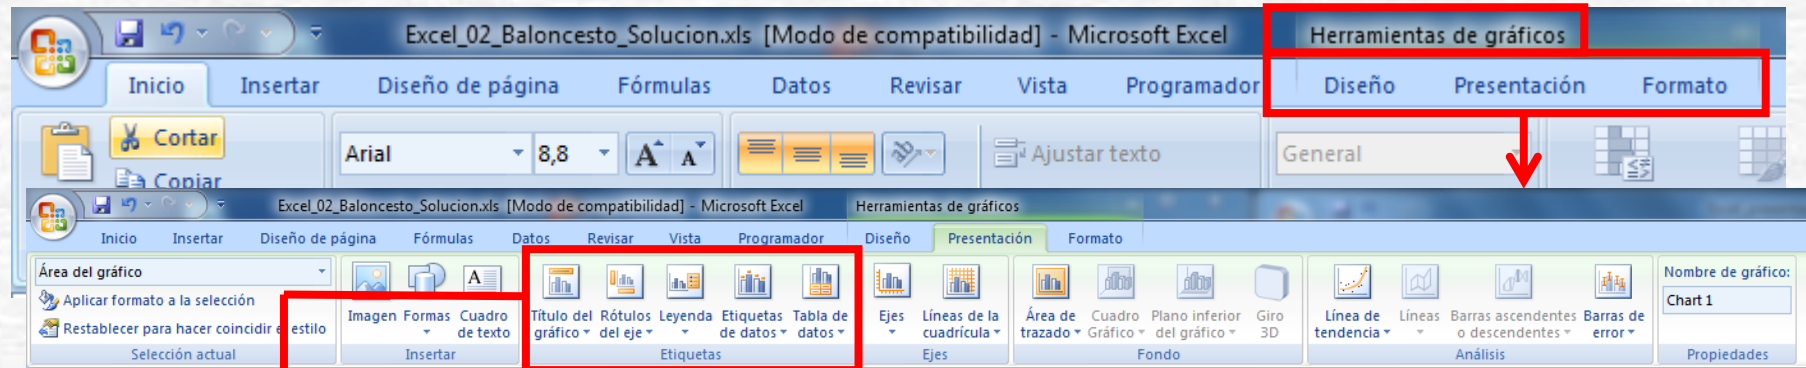 Excel_02_Baloncesto_Solucion.xls [Modo de compatibilidad] - Microsoft Excel
Herramientas de gráficos
Inicio Insertar Diseño de página Fórmulas Datos Revisar Vista Programador Diseño Presentación Formato
Cortar
Arial 8,8 A A Ajustar texto General
Copiar
Excel_02_Baloncesto_Solucion.xls [Modo de compatibilidad] - Microsoft Excel Herramientas de gráficos
Inicio Insertar Diseño de página Fórmulas Datos Revisar Vista Programador Diseño Presentación Formato
Área del gráfico
Aplicar formato a la selección
Restablecer para hacer coincidir estilo
Selección actual
Imagen Formas Cuadro
de texto
Insertar
Título del Rótulos Leyenda Etiquetas Tabla de
gráfico del eje de datos datos
Etiquetas
Ejes Líneas de la
cuadrícula
Ejes
Área de Cuadro Plano inferior Giro
trazado Gráfico del gráfico 3D
Fondo
Línea de Líneas Barras ascendentes Barras de
tendencia o descendentes error
Análisis
Nombre de gráfico:
Chart 1
Propiedades